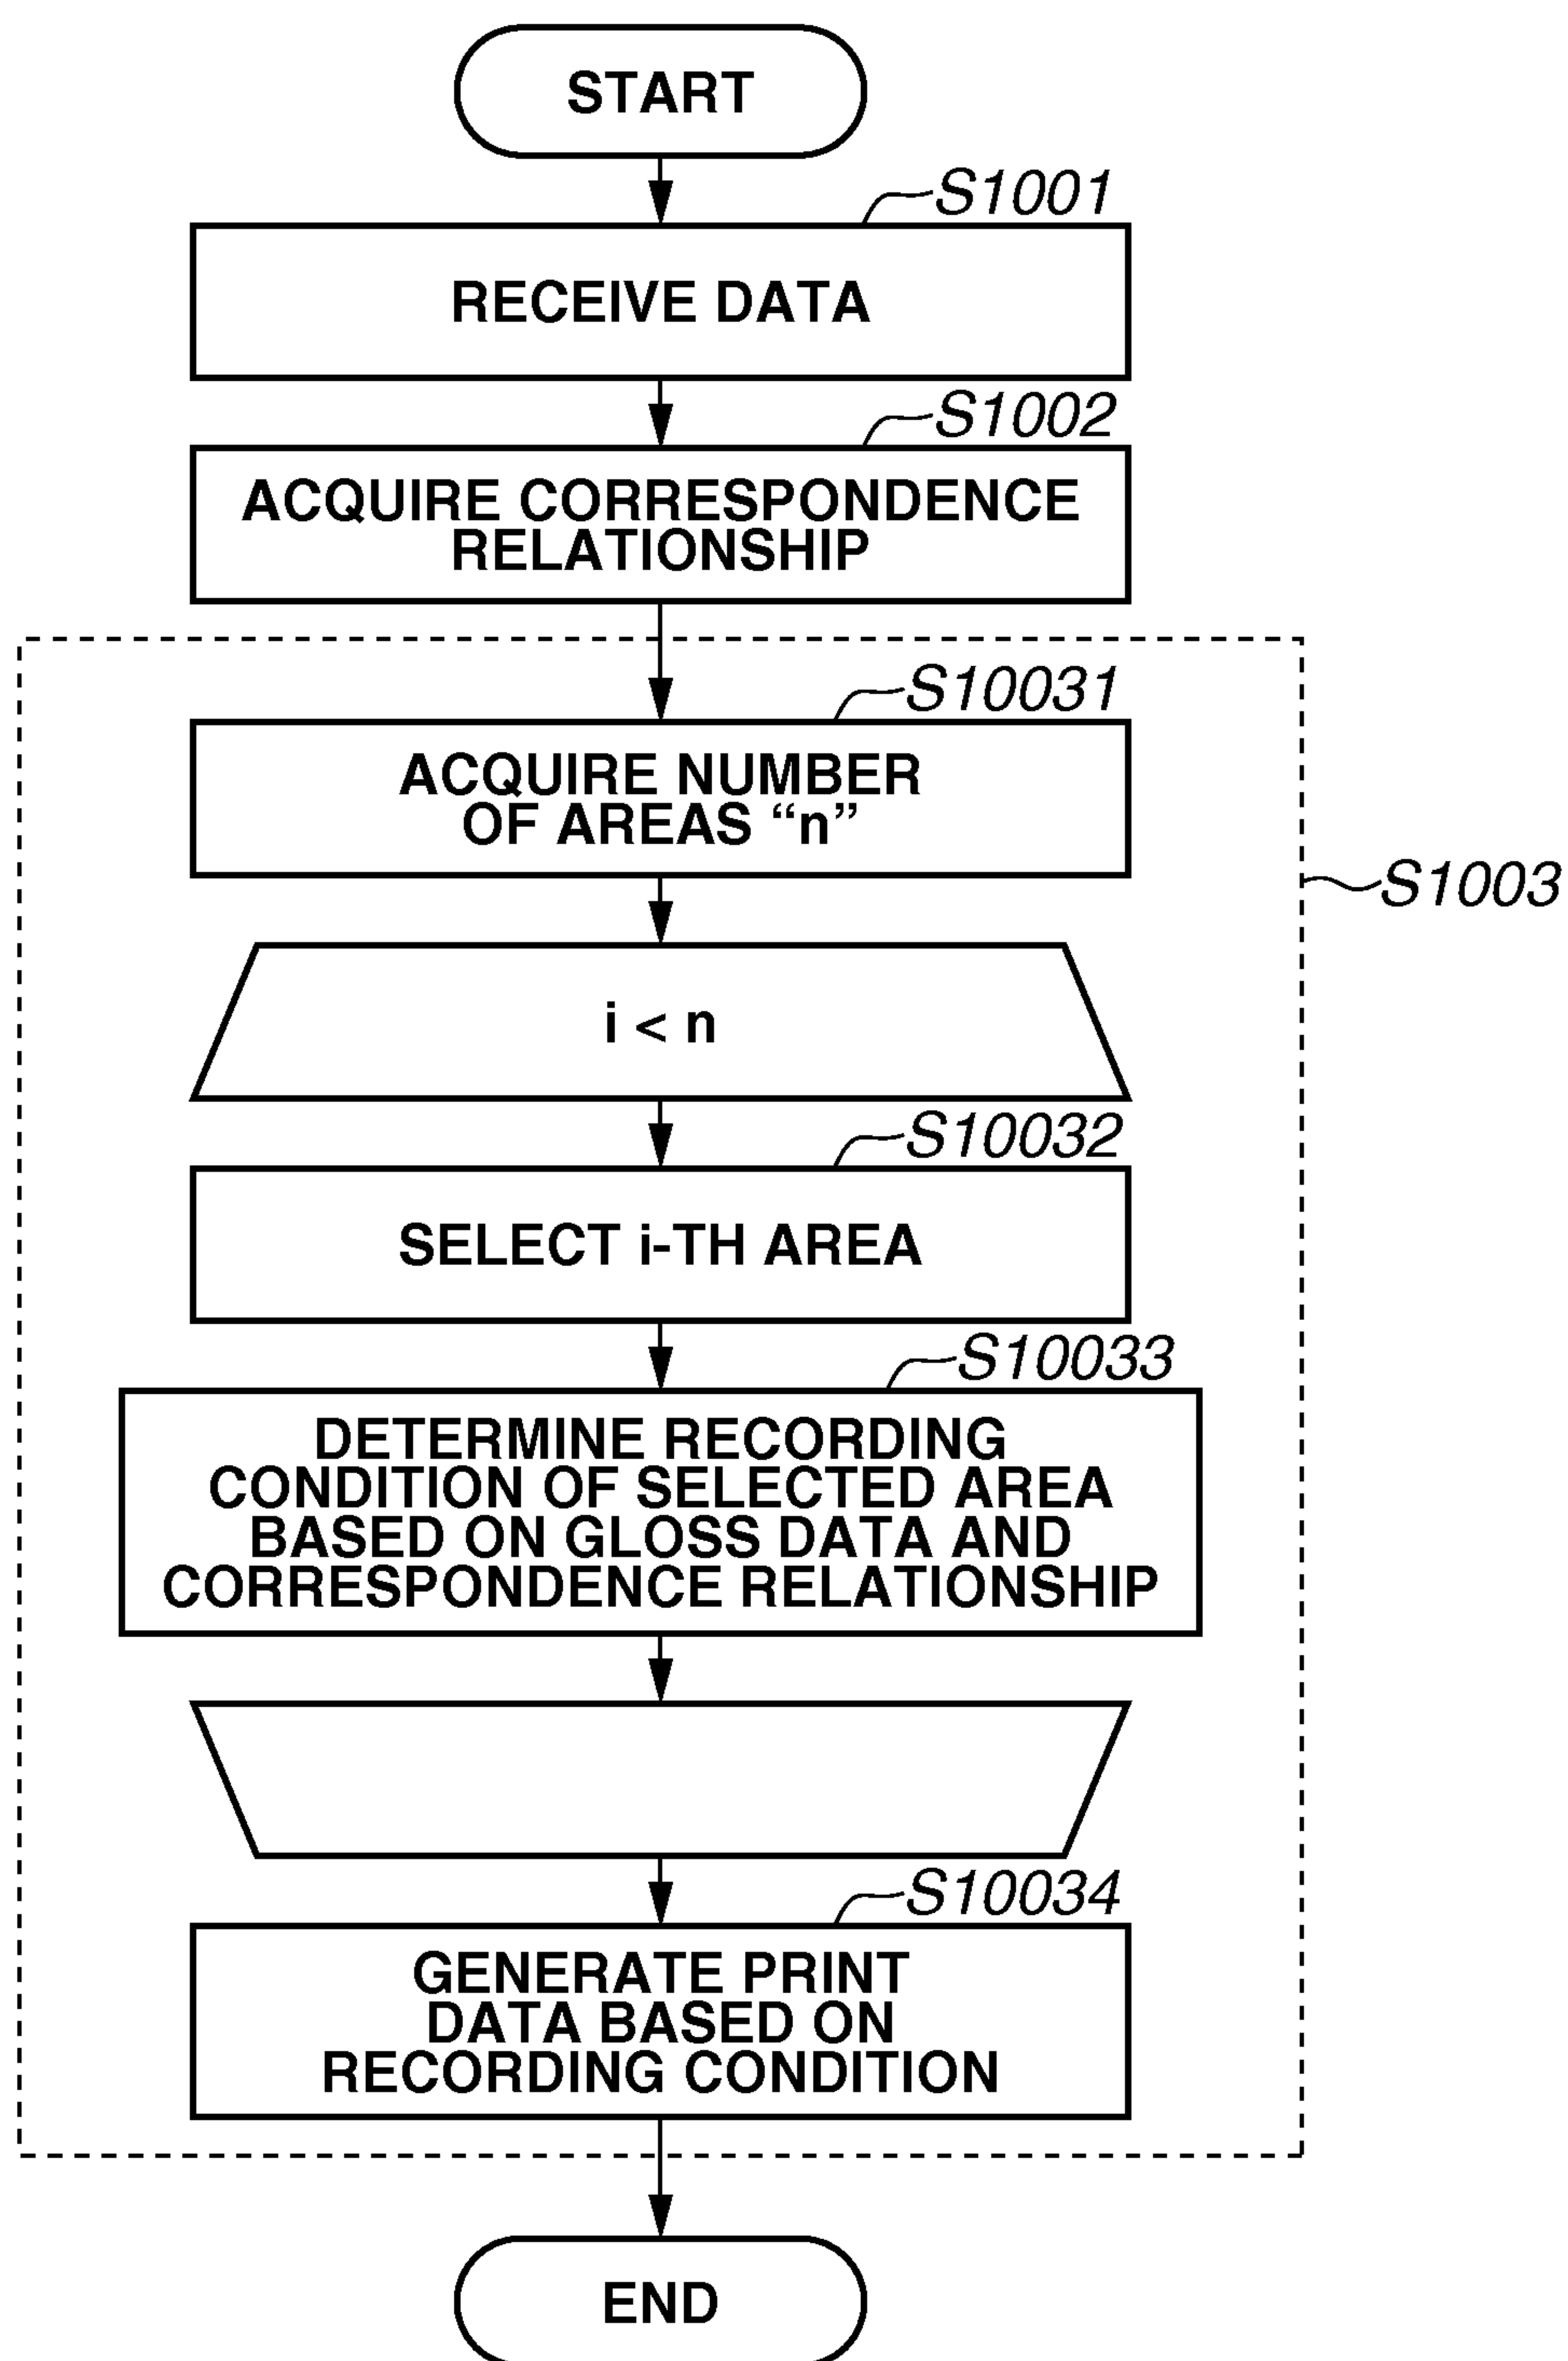 START
S1001
RECEIVE DATA
S1002
ACQUIRE CORRESPONDENCE
RELATIONSHIP
S10031
ACQUIRE NUMBER
OF AREAS “n”
S1003
i < n
S10032
SELECT i-TH AREA
S10033
DETERMINE RECORDING
CONDITION OF SELECTED AREA
BASED ON GLOSS DATA AND
CORRESPONDENCE RELATIONSHIP
S10034
GENERATE PRINT
DATA BASED ON
RECORDING CONDITION
END